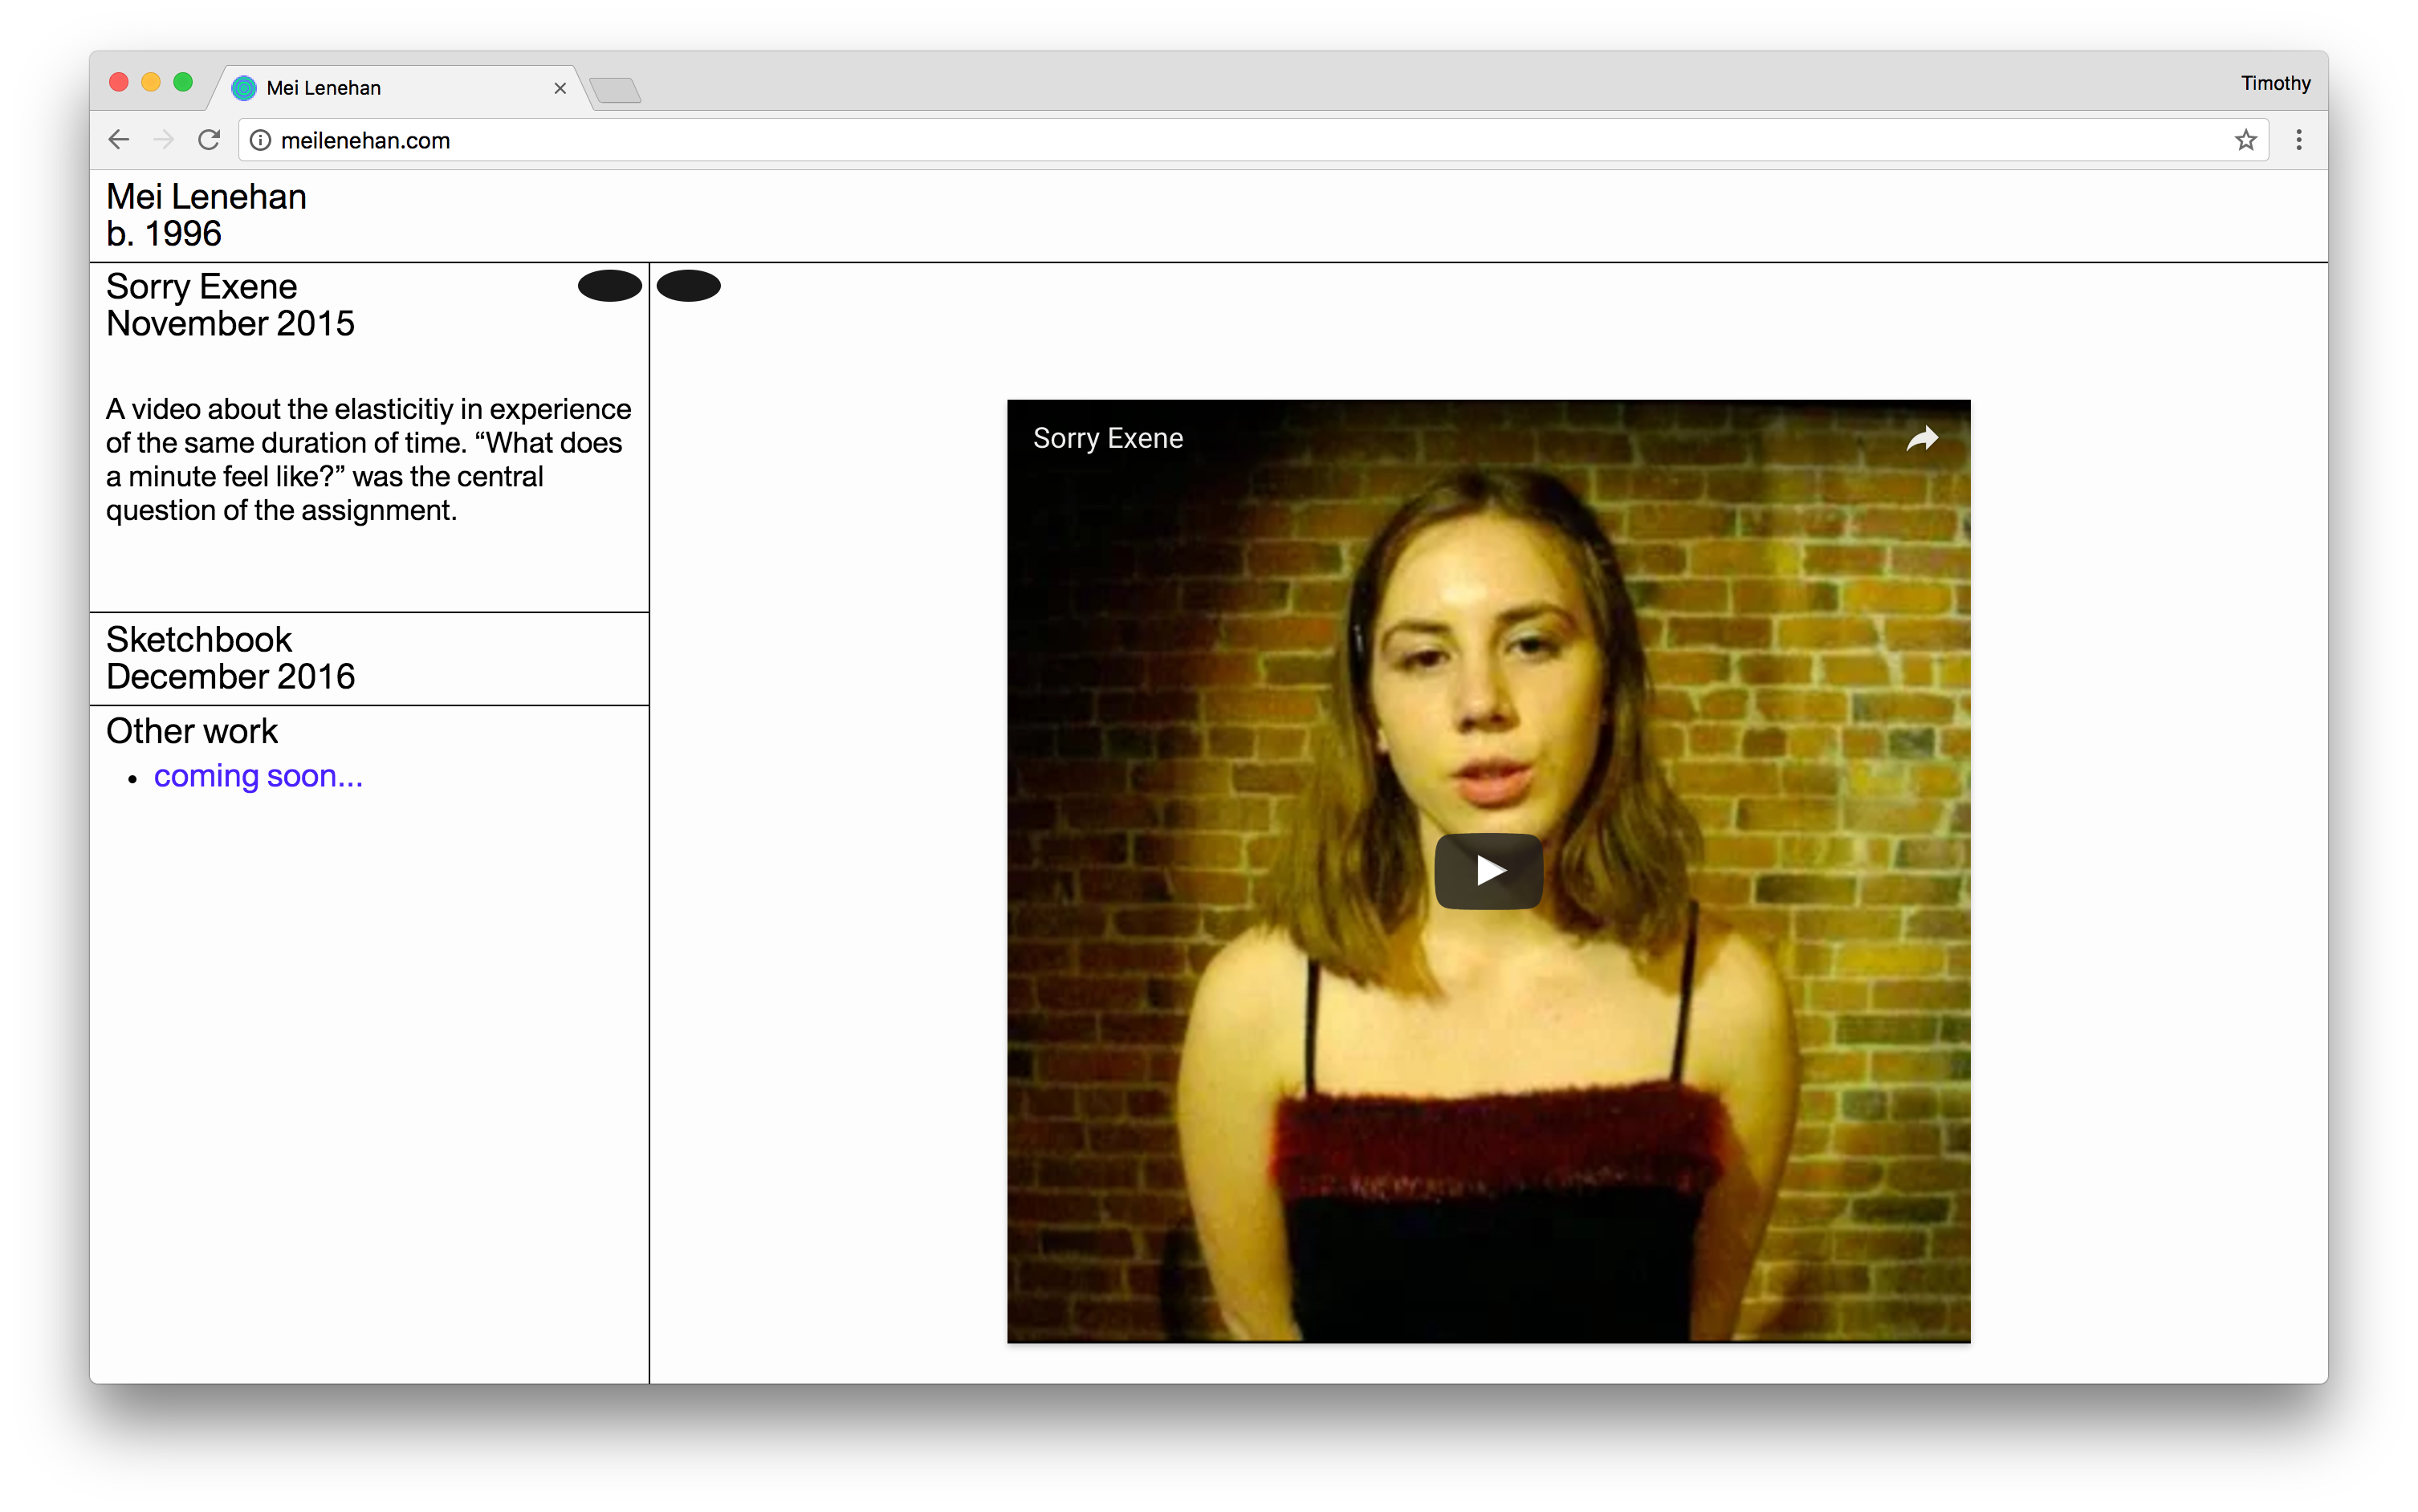 Mei Lenehan
Timothy
meilenehan.com
Mei Lenehan
b. 1996
Sorry Exene
November 2015
A video about the elasticitiy in experience
of the same duration of time. “What does
a minute feel like?” was the central
question of the assignment.
Sketchbook
December 2016
Other work
• coming soon...
Sorry Exene